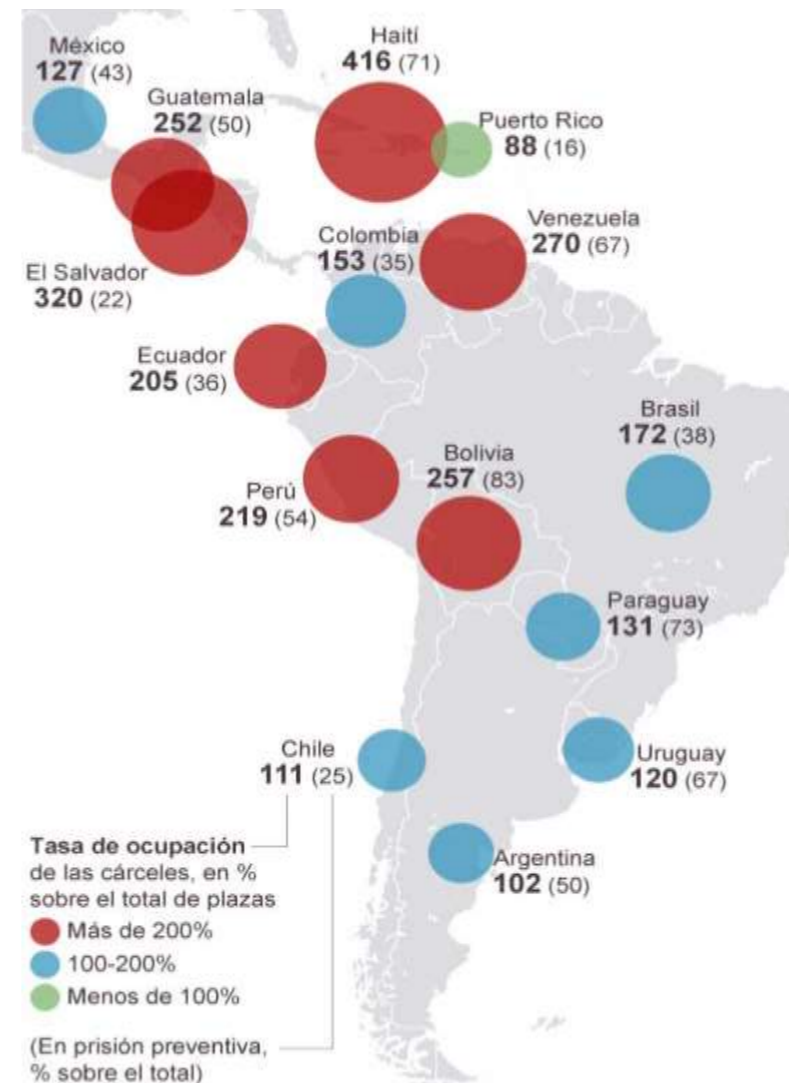 México
127 (43)
Haití
416 (71)
Guatemala
252 (50)
Puerto Rico
88 (16)
El Salvador
320 (22)
Colombia
153 (35)
Venezuela
270 (67)
Ecuador
205 (36)
Brasil
172 (38)
Bolivia
257 (83)
Perú
219 (54)
Paraguay
131 (73)
Chile
111 (25)
Uruguay
120 (67)
Argentina
102 (50)
Tasa de ocupación
de las cárceles, en %
sobre el total de plazas
Más de 200%
100-200%
Menos de 100%
(En prisión preventiva,
% sobre el total)